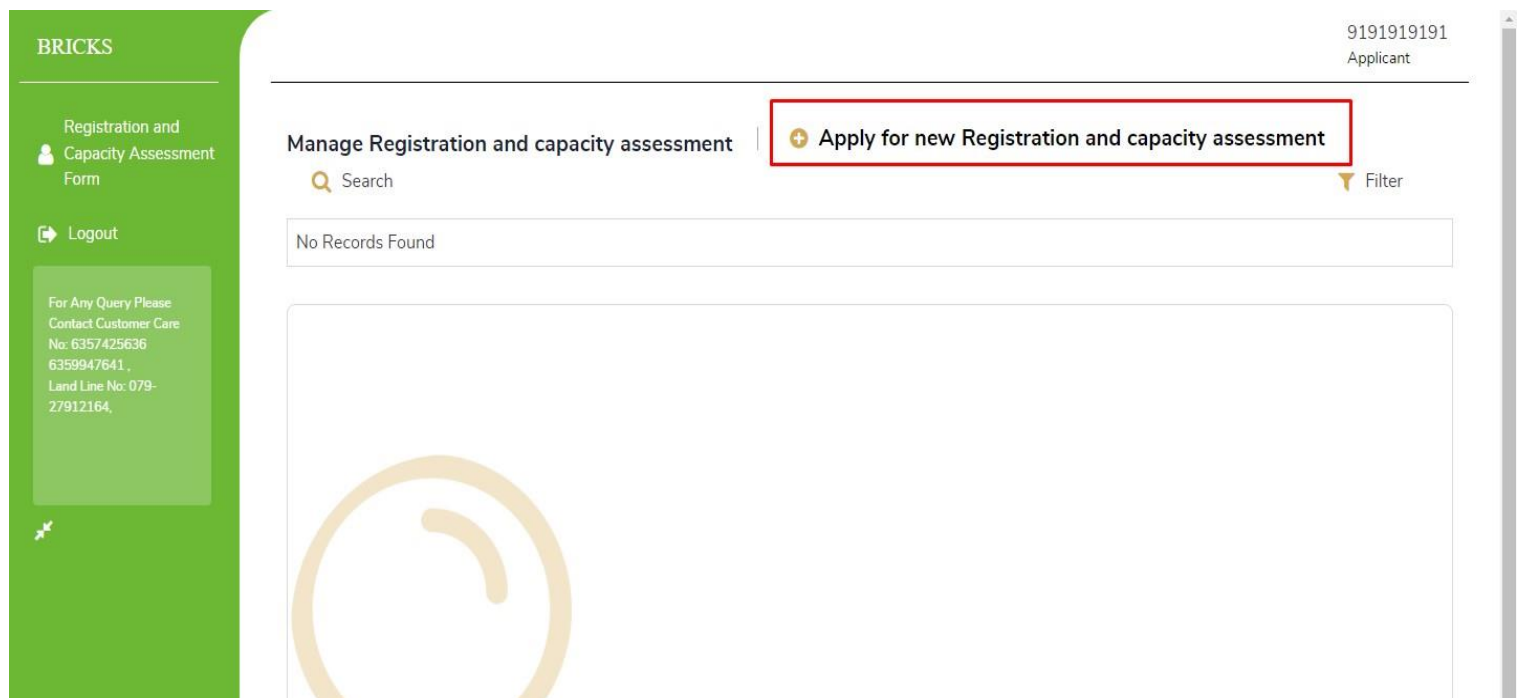 BRICKS
9191919191
Applicant
Registration and
Capacity Assessment
Form
Logout
For Any Query Please
Contact Customer Care
No: 6357425636
6359947641 ,
Land Line No: 079-
27912164,
Manage Registration and capacity assessment
Apply for new Registration and capacity assessment
Search
Filter
No Records Found